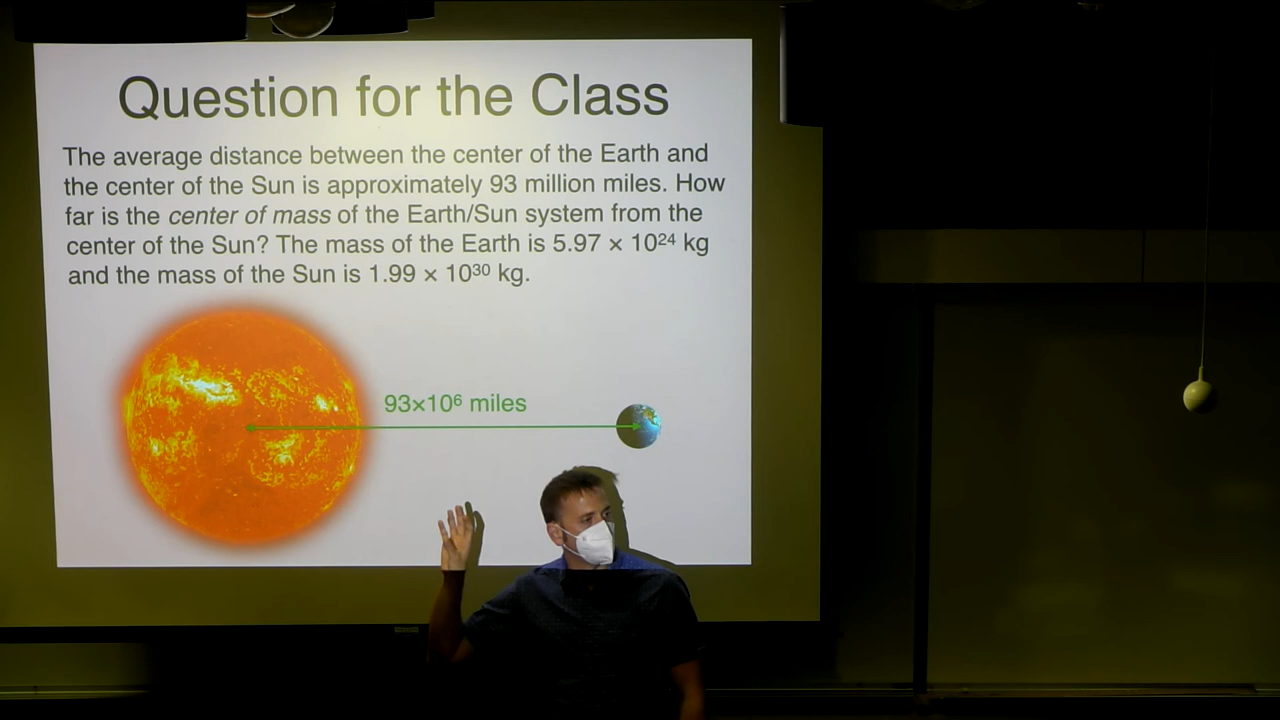 Question for the Class
The average distance between the center of the Earth and
the center of the Sun is approximately 93 million miles. How
far is the center of mass of the Earth/Sun system from the
center of the Sun? The mass of the Earth is 5.97 × 10²⁴ kg
and the mass of the Sun is 1.99 × 10³⁰ kg.
93×10⁶ miles